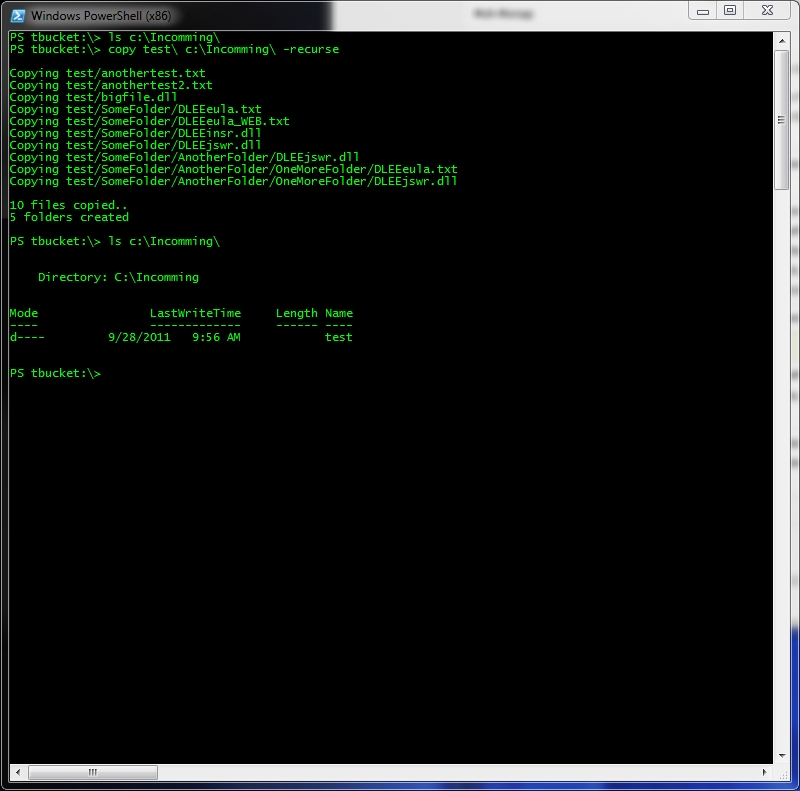 Windows PowerShell (x86)
PS tbucket:\> ls c:\Incomming\
PS tbucket:\> copy test\ c:\Incomming\ -recurse
Copying test/anothertest.txt
Copying test/anothertest2.txt
Copying test/bigfile.dll
Copying test/SomeFolder/DLEEeula.txt
Copying test/SomeFolder/DLEEeula_WEB.txt
Copying test/SomeFolder/DLEEinsr.dll
Copying test/SomeFolder/DLEEjswr.dll
Copying test/SomeFolder/AnotherFolder/DLEEjswr.dll
Copying test/SomeFolder/AnotherFolder/OneMoreFolder/DLEEeula.txt
Copying test/SomeFolder/AnotherFolder/OneMoreFolder/DLEEjswr.dll
10 files copied..
5 folders created
PS tbucket:\> ls c:\Incomming\
Directory: C:\Incomming
Mode LastWriteTime Length Name
---- ------------- ------ ----
d---- 9/28/2011 9:56 AM test
PS tbucket:\>